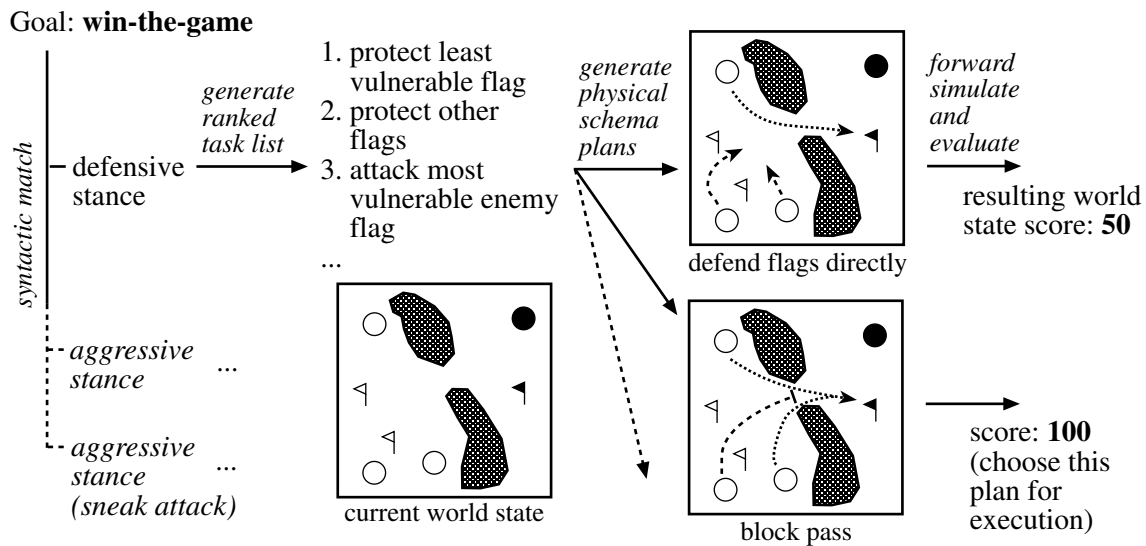 Goal: win-the-game
syntactic match
defensive
stance
generate
ranked
task list
1. protect least
vulnerable flag
2. protect other
flags
3. attack most
vulnerable enemy
flag
...
generate
physical
schema
plans
defend flags directly
forward
simulate
and
evaluate
resulting world
state score: 50
aggressive
stance
...
aggressive
stance
(sneak attack)
...
current world state
block pass
score: 100
(choose this
plan for
execution)